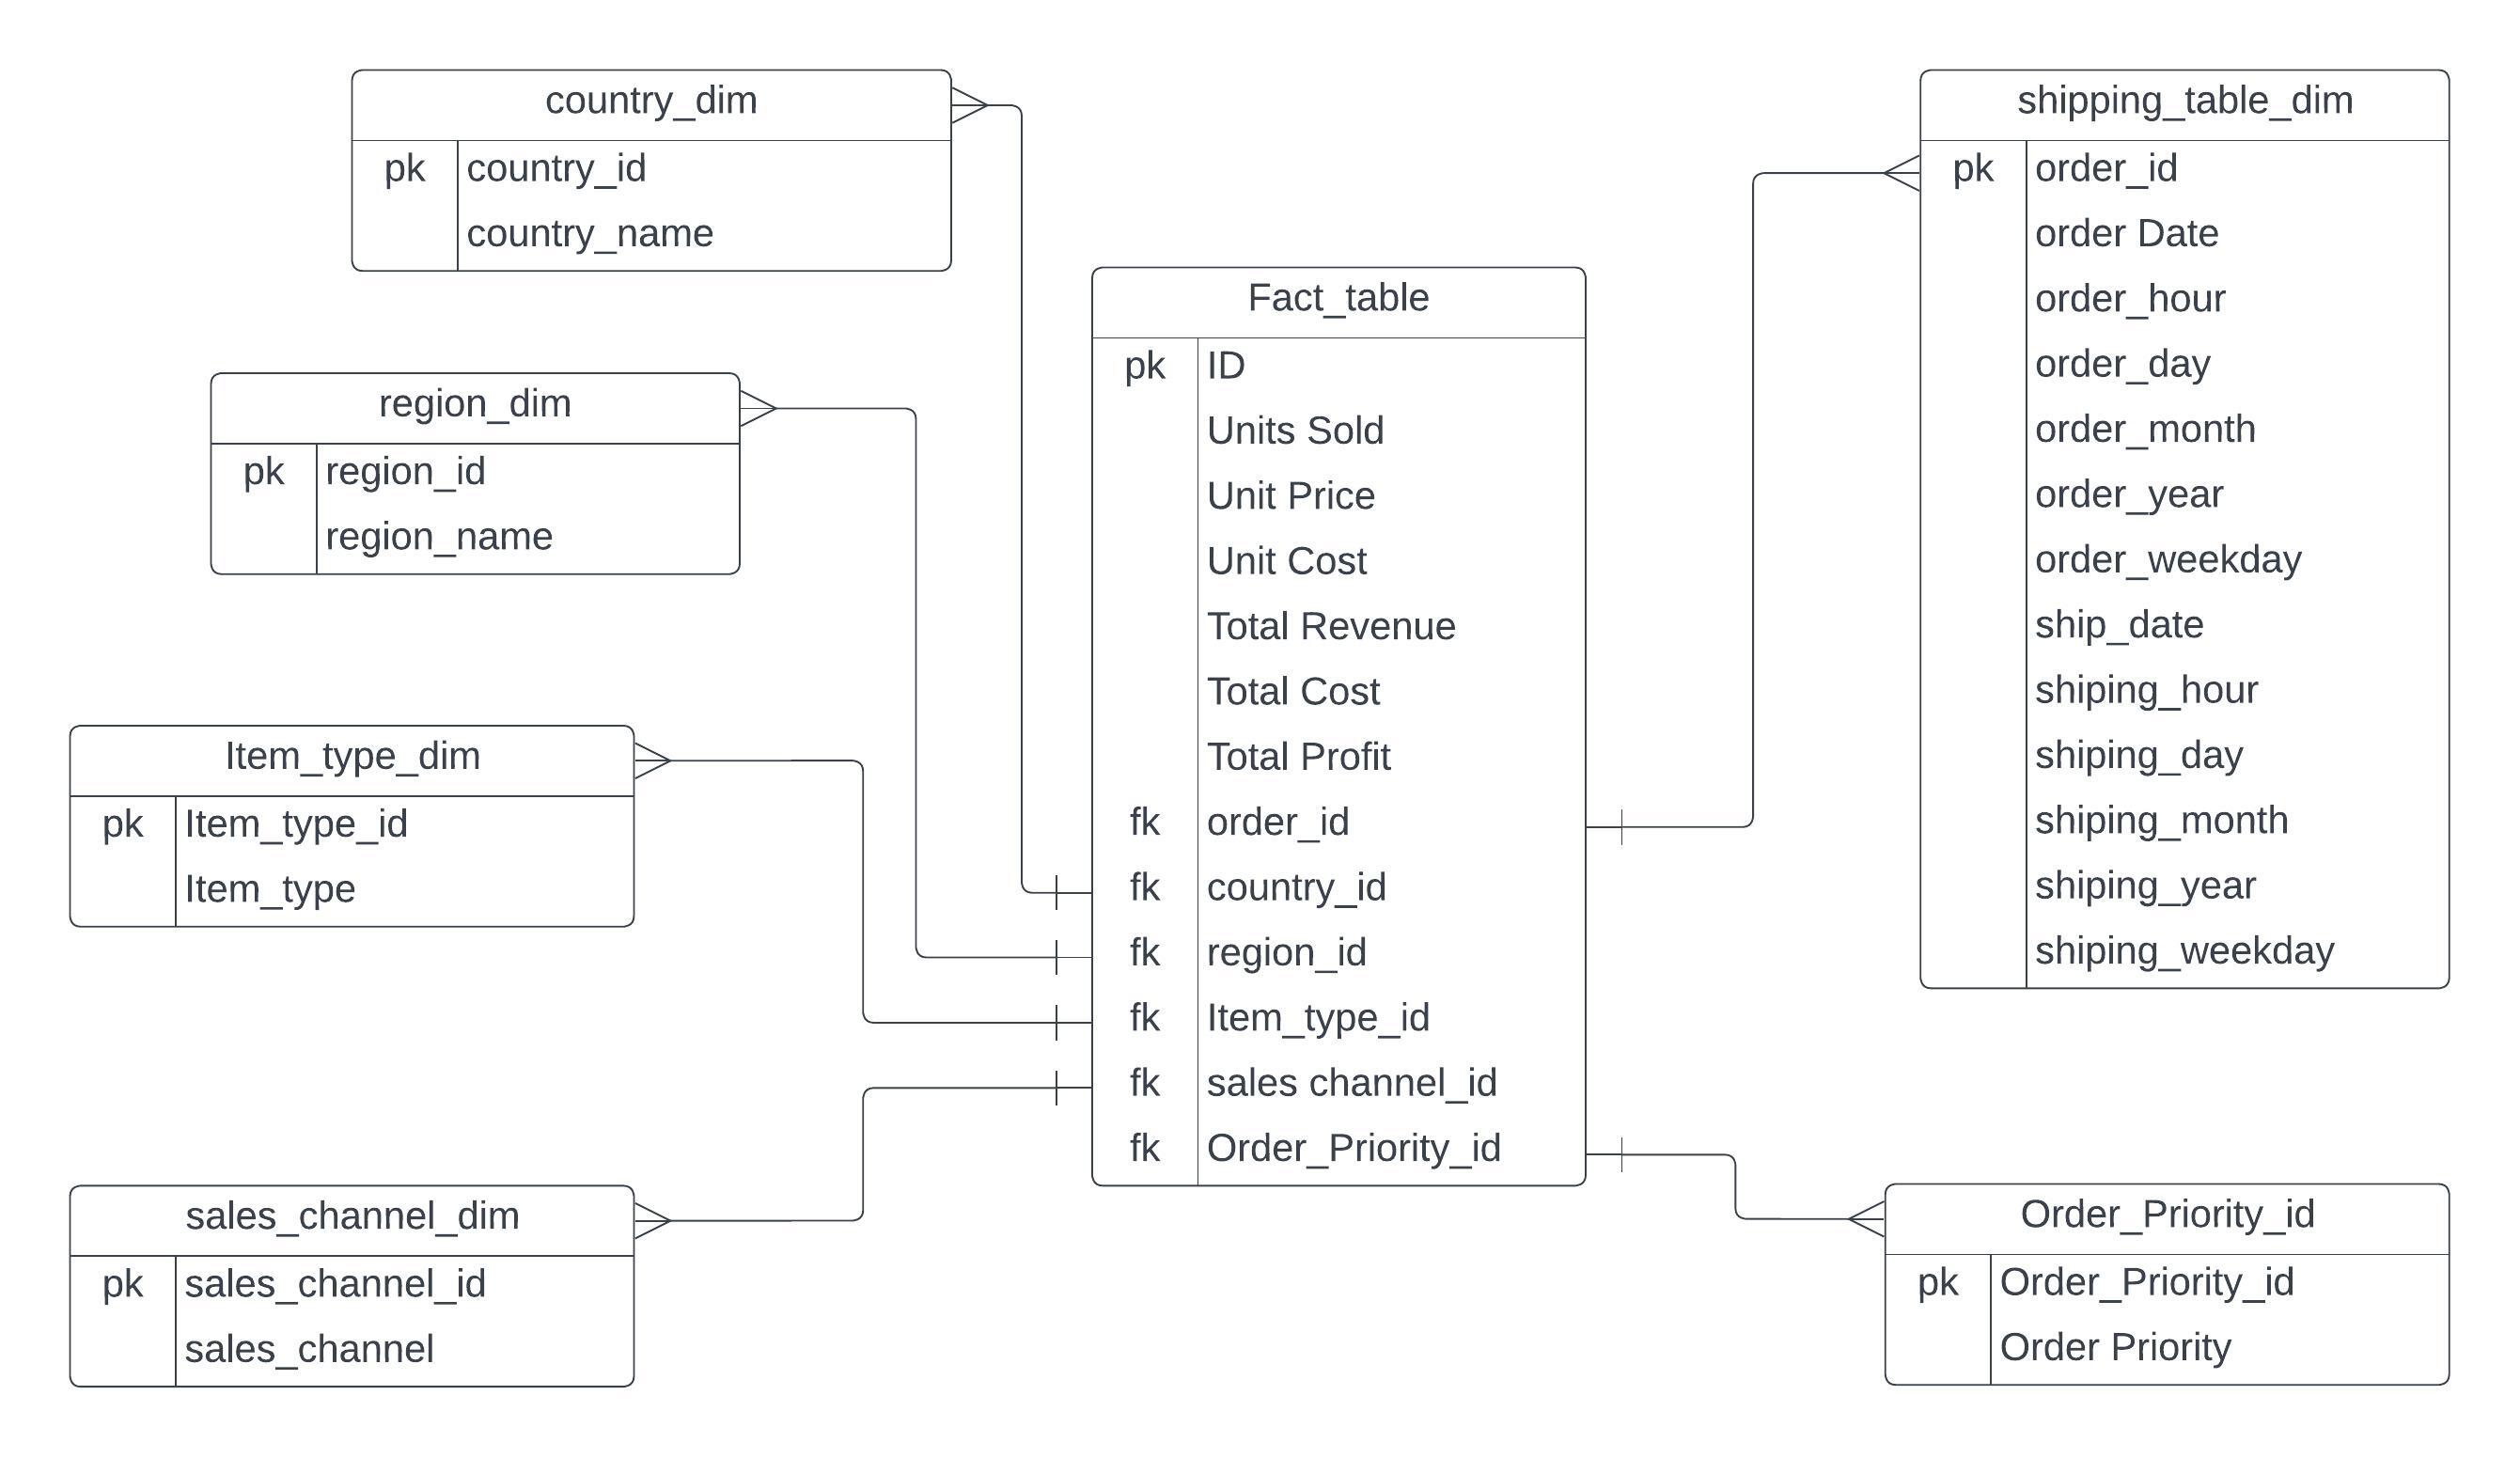 country_dim
pk country_id
country_name
region_dim
pk region_id
region_name
Item_type_dim
pk Item_type_id
Item_type
sales_channel_dim
pk sales_channel_id
sales_channel
Fact_table
pk ID
Units Sold
Unit Price
Unit Cost
Total Revenue
Total Cost
Total Profit
fk order_id
fk country_id
fk region_id
fk Item_type_id
fk sales channel_id
fk Order_Priority_id
shipping_table_dim
pk order_id
order Date
order_hour
order_day
order_month
order_year
order_weekday
ship_date
shiping_hour
shiping_day
shiping_month
shiping_year
shiping_weekday
Order_Priority_id
pk Order_Priority_id
Order Priority